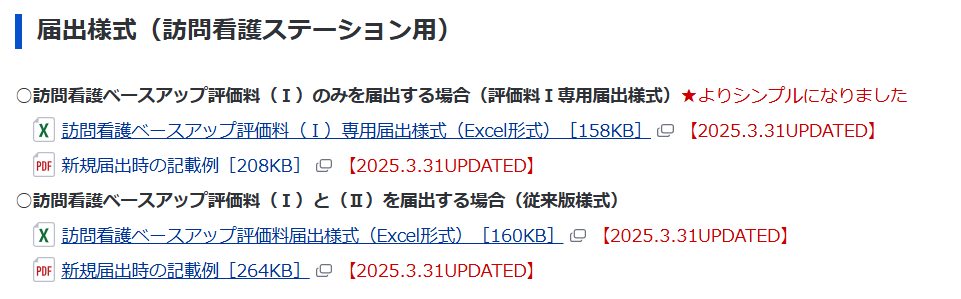 届出様式（訪問看護ステーション用）
○訪問看護ベースアップ評価料（Ⅰ）のみを届出する場合（評価料Ⅰ専用届出様式）★よりシンプルになりました
訪問看護ベースアップ評価料（Ⅰ）専用届出様式（Excel形式）［158KB］ 【2025.3.31UPDATED】
PDF 新規届出時の記載例［208KB］ 【2025.3.31UPDATED】
○訪問看護ベースアップ評価料（Ⅰ）と（Ⅱ）を届出する場合（従来版様式）
訪問看護ベースアップ評価料届出様式（Excel形式）［160KB］ 【2025.3.31UPDATED】
PDF 新規届出時の記載例［264KB］ 【2025.3.31UPDATED】